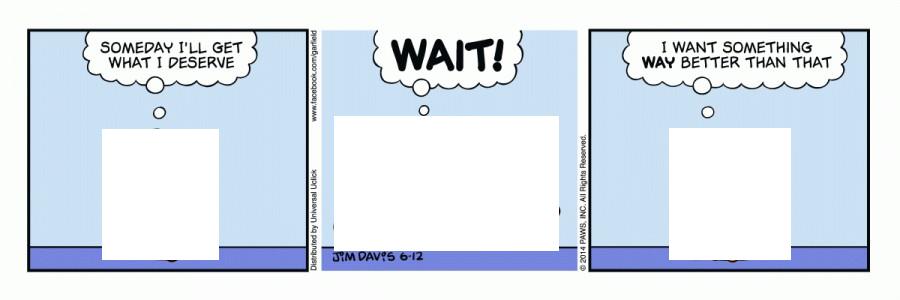 SOMEDAY I'LL GET
WHAT I DESERVE
www.facebook.com/garfield
Distributed by Universal Uclick
WAIT!
JIM DAVIS 6-12
© 2014 PAWS, INC. All Rights Reserved.
I WANT SOMETHING
WAY BETTER THAN THAT